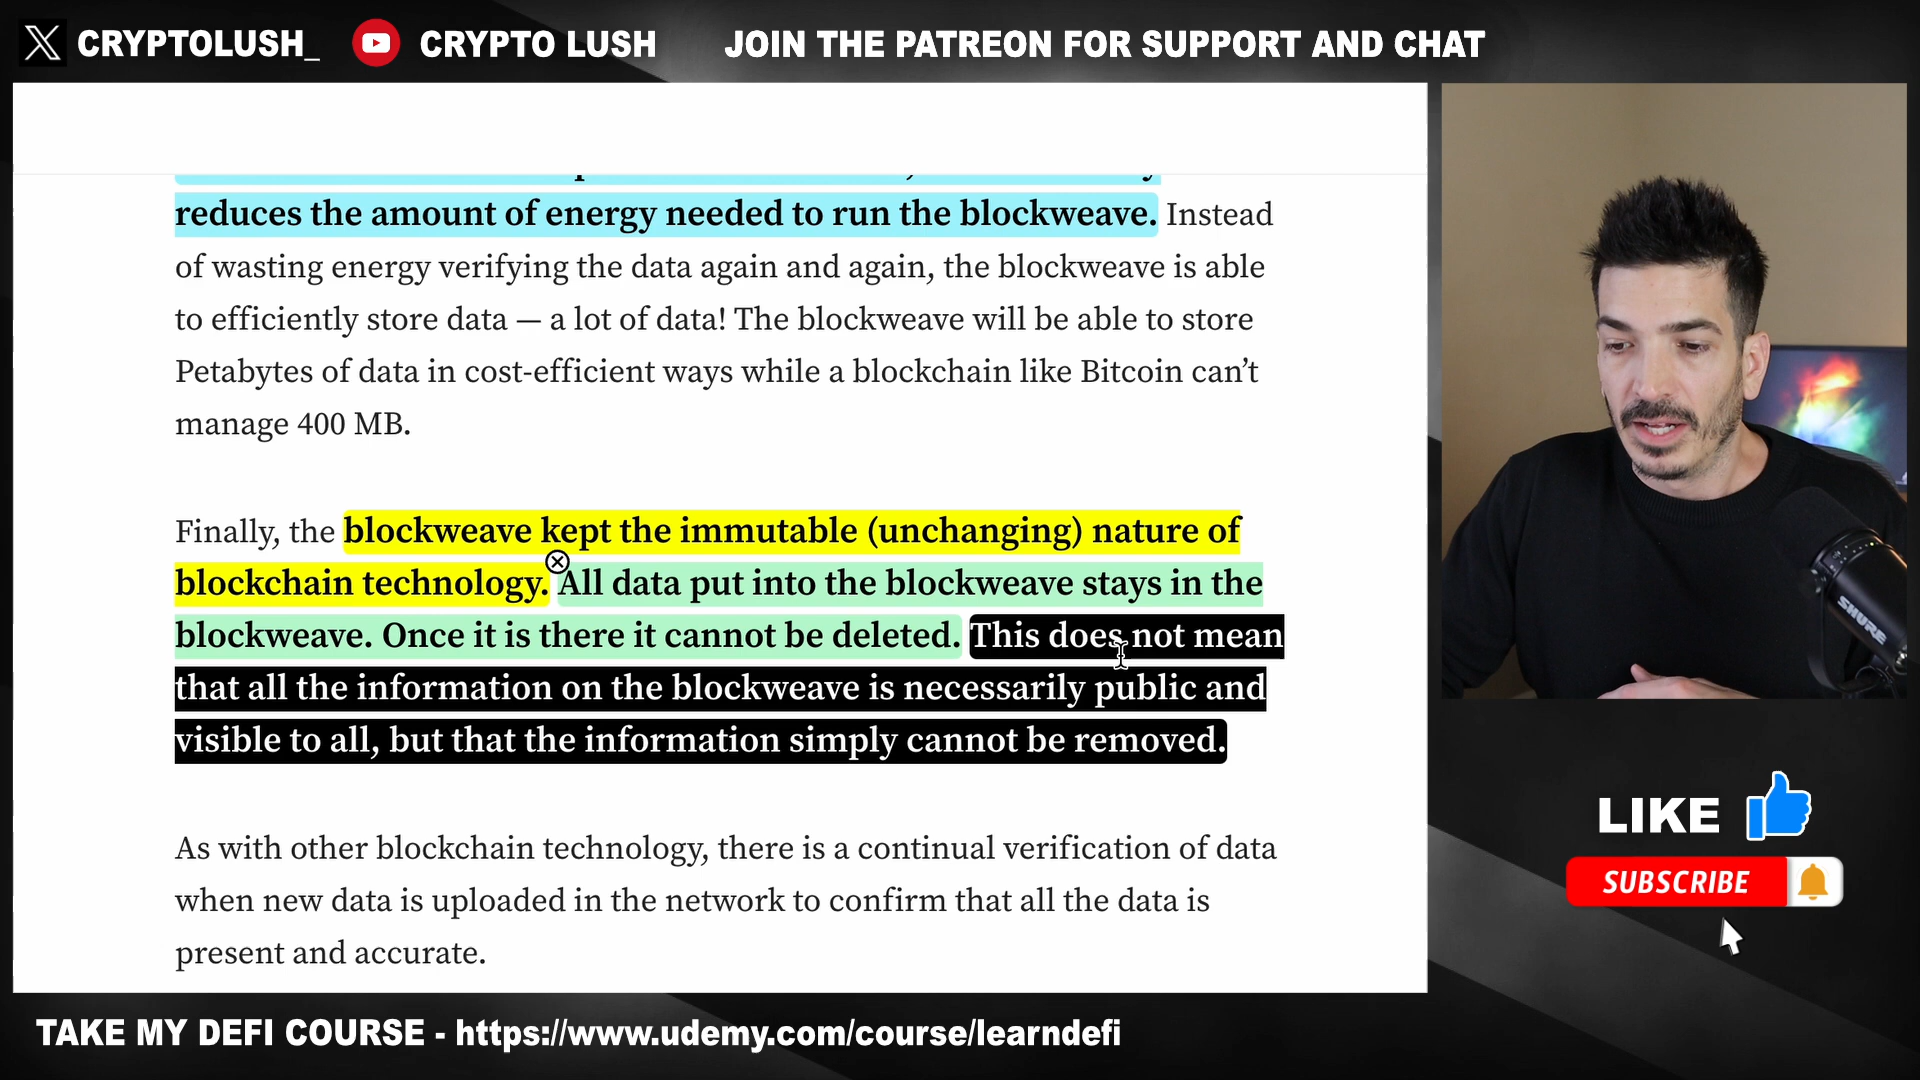 CRYPTOLUSH_ CRYPTO LUSH JOIN THE PATREON FOR SUPPORT AND CHAT
reduces the amount of energy needed to run the blockweave. Instead
of wasting energy verifying the data again and again, the blockweave is able
to efficiently store data — a lot of data! The blockweave will be able to store
Petabytes of data in cost-efficient ways while a blockchain like Bitcoin can’t
manage 400 MB.
Finally, the blockweave kept the immutable (unchanging) nature of
blockchain technology. All data put into the blockweave stays in the
blockweave. Once it is there it cannot be deleted. This does not mean
that all the information on the blockweave is necessarily public and
visible to all, but that the information simply cannot be removed.
As with other blockchain technology, there is a continual verification of data
when new data is uploaded in the network to confirm that all the data is
present and accurate.
SHURE
LIKE
SUBSCRIBE
TAKE MY DEFI COURSE - https://www.udemy.com/course/learndefi